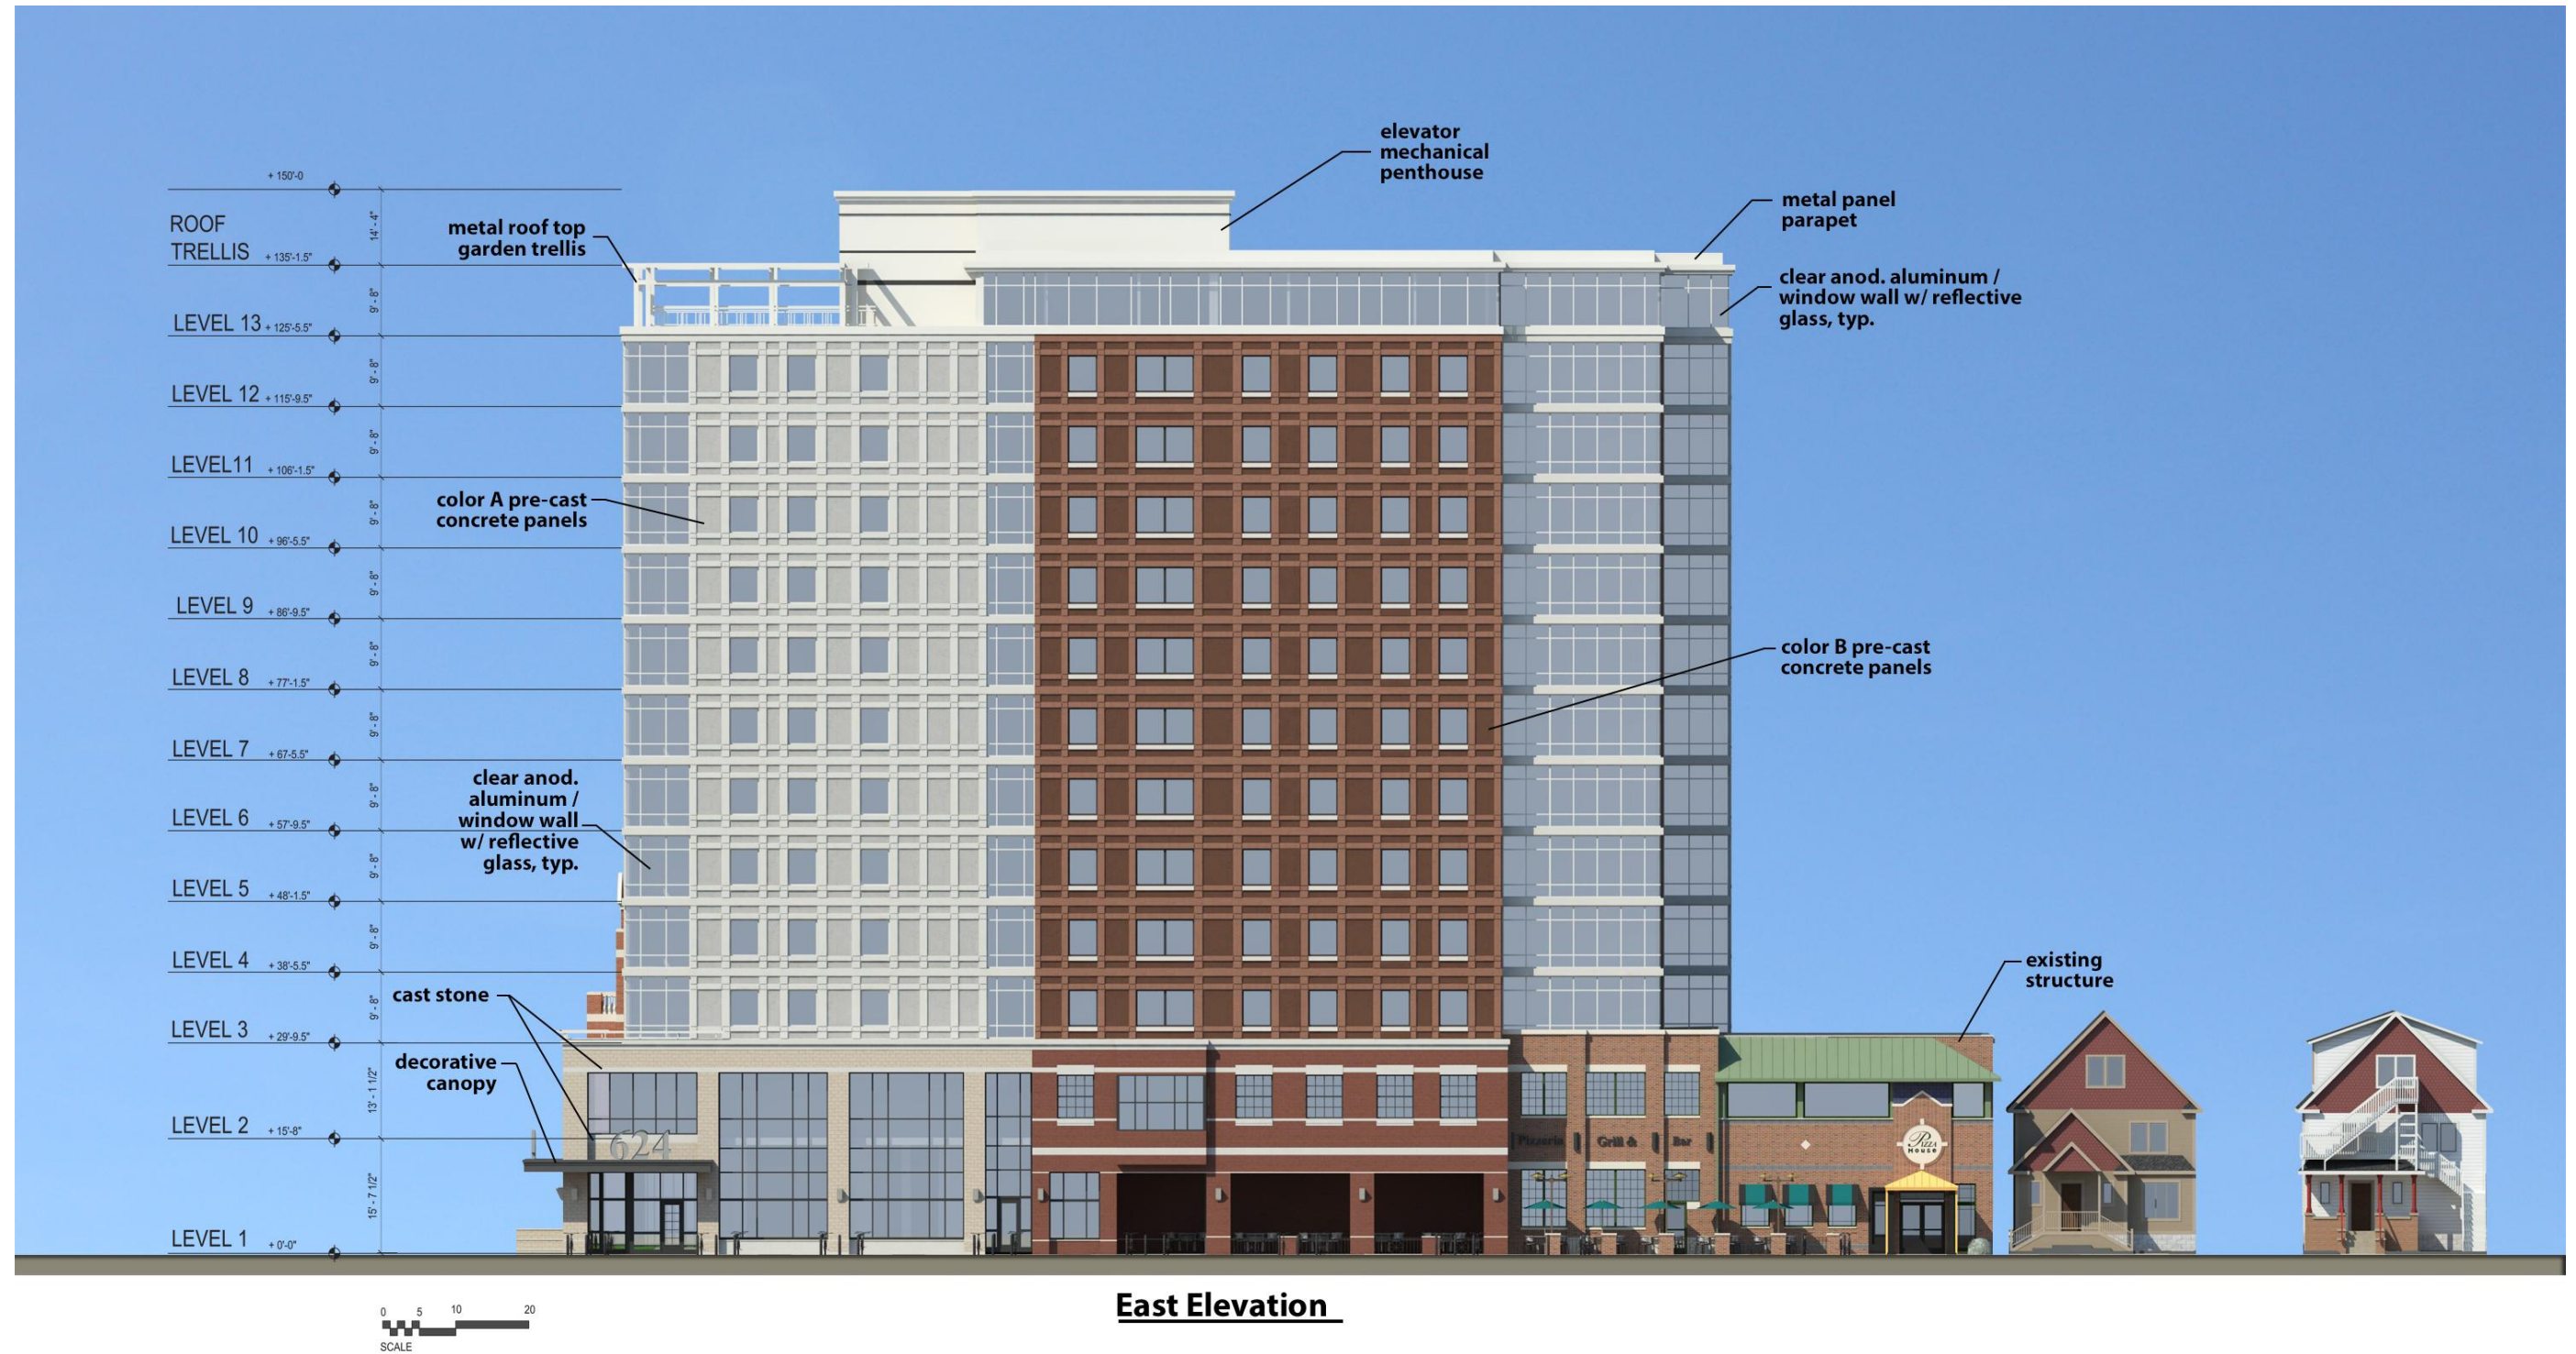 elevator
mechanical
penthouse
+ 150'-0
metal panel
parapet
ROOF
TRELLIS + 135'-1.5"
14' - 4"
metal roof top
garden trellis
clear anod. aluminum /
window wall w/ reflective
glass, typ.
9' - 8"
LEVEL 13 + 125'-5.5"
9' - 8"
LEVEL 12 + 115'-9.5"
9' - 8"
LEVEL11 + 106'-1.5"
color A pre-cast
concrete panels
9' - 8"
LEVEL 10 + 96'-5.5"
9' - 8"
LEVEL 9 + 86'-9.5"
9' - 8"
color B pre-cast
concrete panels
LEVEL 8 + 77'-1.5"
9' - 8"
LEVEL 7 + 67'-5.5"
clear anod.
aluminum /
window wall
w/ reflective
glass, typ.
9' - 8"
LEVEL 6 + 57'-9.5"
9' - 8"
LEVEL 5 + 48'-1.5"
9' - 8"
LEVEL 4 + 38'-5.5"
existing
structure
cast stone
9' - 8"
LEVEL 3 + 29'-9.5"
decorative
canopy
13' - 1 1/2"
LEVEL 2 + 15'-8"
624
Pizzeria Grill & Bar
PIZZA
HOUSE
15' - 7 1/2"
LEVEL 1 + 0'-0"
East Elevation
0 5 10 20
SCALE